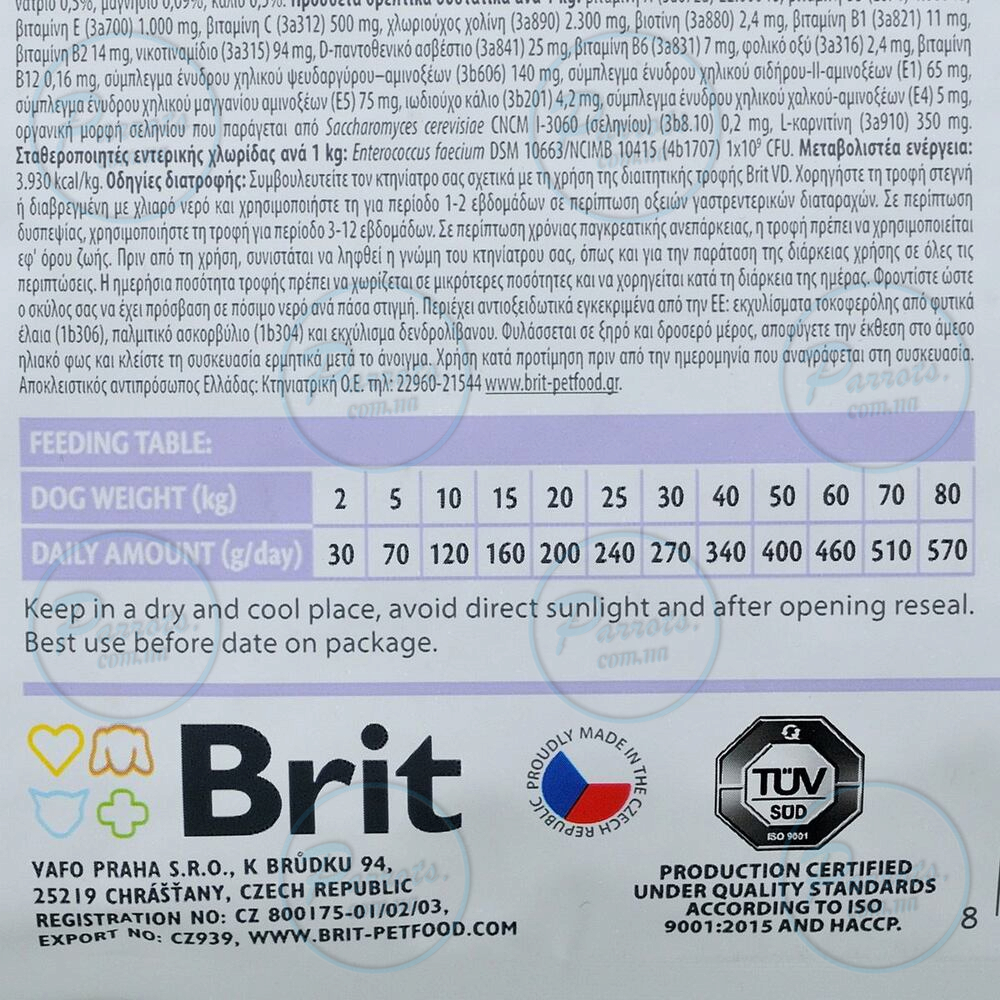 νάτριο 0,3%, μαγνήσιο 0,09%, κάλιο 0,5%. Πρόσθετα θρεπτικά συστατικά ανά 1 kg:
βιταμίνη E (3a700) 1.000 mg, βιταμίνη C (3a312) 500 mg, χλωριούχος χολίνη (3a890) 2.300 mg, βιοτίνη (3a880) 2,4 mg, βιταμίνη B1 (3a821) 11 mg,
βιταμίνη B2 14 mg, νικοτιναμίδιο (3a315) 94 mg, D-παντοθενικό ασβέστιο (3a841) 25 mg, βιταμίνη B6 (3a831) 7 mg, φολικό οξύ (3a316) 2,4 mg, βιταμίνη
B12 0,16 mg, σύμπλεγμα ένυδρου χηλικού ψευδαργύρου–αμινοξέων (3b606) 140 mg, σύμπλεγμα ένυδρου χηλικού σιδήρου-ΙΙ-αμινοξέων (E1) 65 mg,
σύμπλεγμα ένυδρου χηλικού μαγγανίου αμινοξέων (E5) 75 mg, ιωδιούχο κάλιο (3b201) 4,2 mg, σύμπλεγμα ένυδρου χηλικού χαλκού-αμινοξέων (E4) 5 mg,
οργανική μορφή σεληνίου που παράγεται από Saccharomyces cerevisiae CNCM I-3060 (σεληνίου) (3b8.10) 0,2 mg, L-καρνιτίνη (3a910) 350 mg.
Σταθεροποιητές εντερικής χλωρίδας ανά 1 kg: Enterococcus faecium DSM 10663/NCIMB 10415 (4b1707) 1x10⁹ CFU. Μεταβολιστέα ενέργεια:
3.930 kcal/kg. Οδηγίες διατροφής: Συμβουλευτείτε τον κτηνίατρο σας σχετικά με τη χρήση της διαιτητικής τροφής Brit VD. Χορηγήστε τη τροφή στεγνή
ή διαβρεγμένη με χλιαρό νερό και χρησιμοποιήστε τη για περίοδο 1-2 εβδομάδων σε περίπτωση οξειών γαστρεντερικών διαταραχών. Σε περίπτωση
δυσπεψίας, χρησιμοποιήστε τη τροφή για περίοδο 3-12 εβδομάδων. Σε περίπτωση χρόνιας παγκρεατικής ανεπάρκειας, η τροφή πρέπει να χρησιμοποιείται
εφ' όρου ζωής. Πριν από τη χρήση, συνιστάται να ληφθεί η γνώμη του κτηνίατρου σας, όπως και για την παράταση της διάρκειας χρήσης σε όλες τις
περιπτώσεις. Η ημερήσια ποσότητα τροφής πρέπει να χωρίζεται σε μικρότερες ποσότητες και να χορηγείται κατά τη διάρκεια της ημέρας. Φροντίστε ώστε
ο σκύλος σας να έχει πρόσβαση σε πόσιμο νερό ανά πάσα στιγμή. Περιέχει αντιοξειδωτικά εγκεκριμένα από την ΕΕ: εκχυλίσματα τοκοφερόλης από φυτικά
έλαια (1b306), παλμιτικό ασκορβύλιο (1b304) και εκχύλισμα δενδρολίβανου. Φυλάσσεται σε ξηρό και δροσερό μέρος, αποφύγετε την έκθεση στο άμεσο
ηλιακό φως και κλείστε τη συσκευασία ερμητικά μετά το άνοιγμα. Χρήση κατά προτίμηση πριν από την ημερομηνία που αναγράφεται στη συσκευασία.
Αποκλειστικός αντιπρόσωπος Ελλάδας: Κτηνιατρική Ο.Ε. τηλ: 22960-21544 www.brit-petfood.gr.
FEEDING TABLE:
DOG WEIGHT (kg) 2 5 10 15 20 25 30 40 50 60 70 80
DAILY AMOUNT (g/day) 30 70 120 160 200 240 270 340 400 460 510 570
Keep in a dry and cool place, avoid direct sunlight and after opening reseal.
Best use before date on package.
Brit
PROUDLY MADE IN THE CZECH REPUBLIC
TÜV
SÜD
ISO 9001
VAFO PRAHA S.R.O., K BRŮDKU 94,
25219 CHRÁŠŤANY, CZECH REPUBLIC
REGISTRATION NO: CZ 800175-01/02/03,
EXPORT NO: CZ939, WWW.BRIT-PETFOOD.COM
PRODUCTION CERTIFIED
UNDER QUALITY STANDARDS
ACCORDING TO ISO
9001:2015 AND HACCP.
8
Parrots.
com.ua